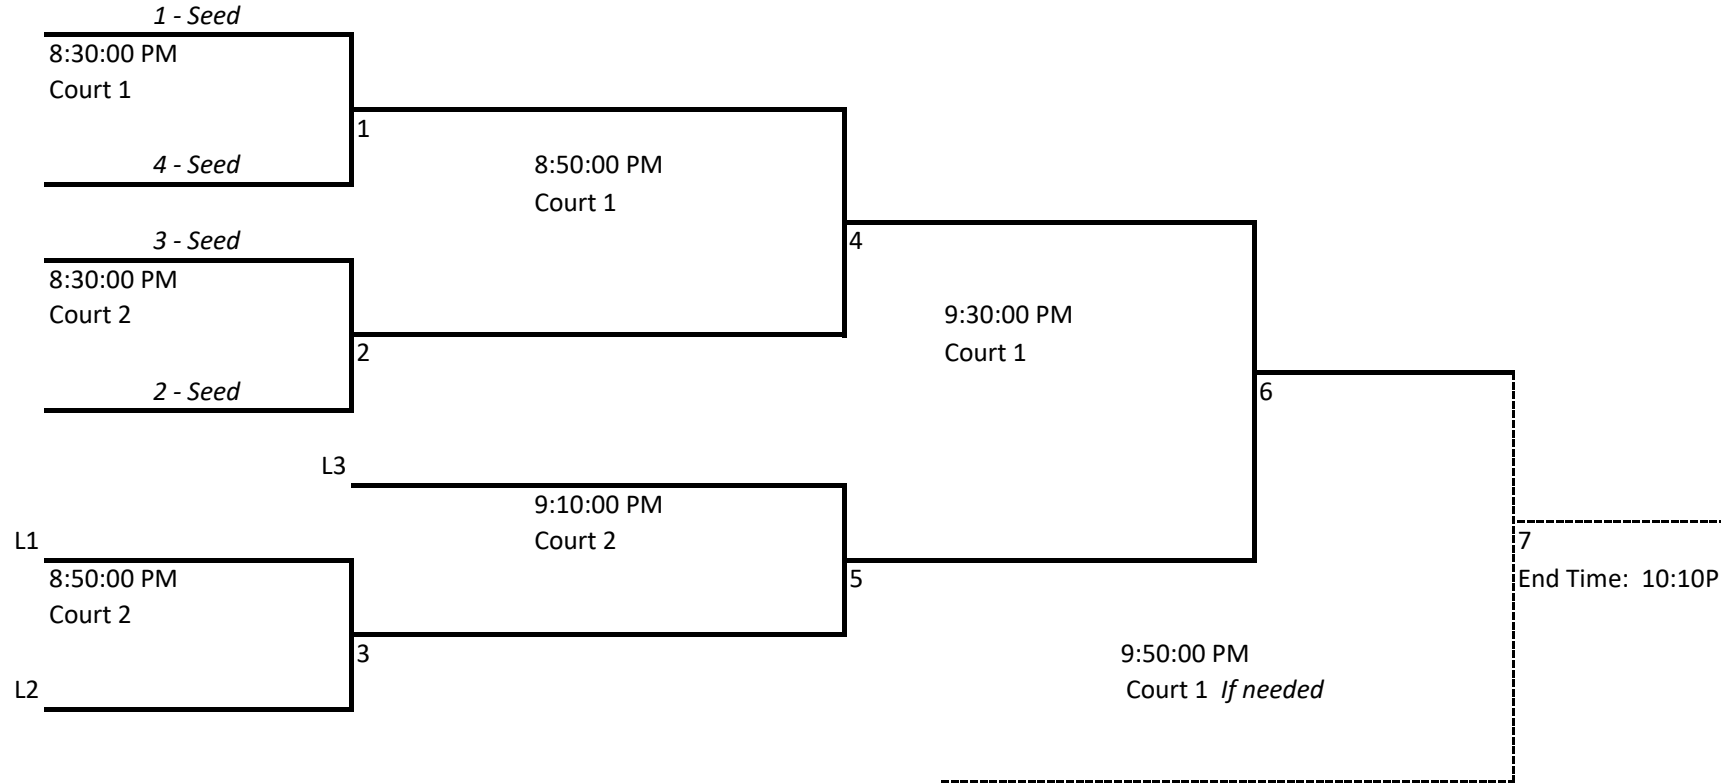 1 - Seed
8:30:00 PM
Court 1
1
4 - Seed
8:50:00 PM
Court 1
3 - Seed
4
8:30:00 PM
Court 2
9:30:00 PM
Court 1
2
2 - Seed
6
L3
9:10:00 PM
Court 2
L1
7
8:50:00 PM
Court 2
5
End Time:  10:10P
3
9:50:00 PM
Court 1  If needed
L2